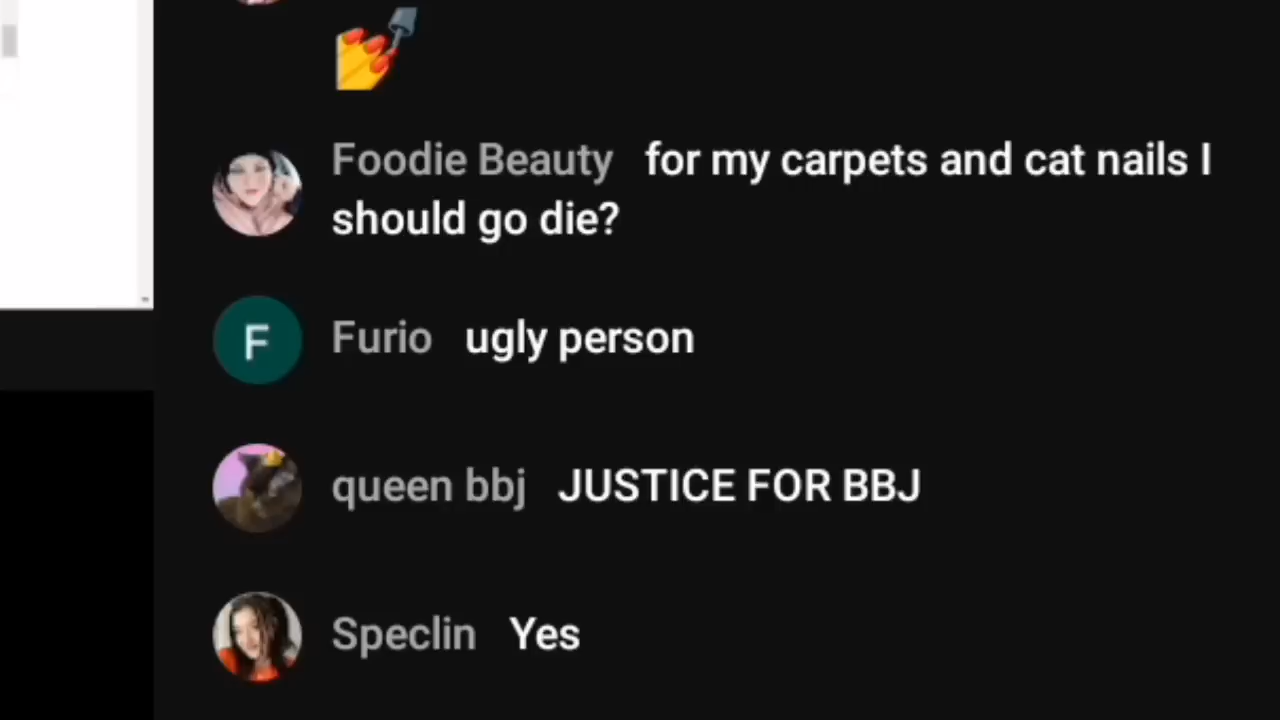 💅
Foodie Beauty for my carpets and cat nails I
should go die?
F
Furio ugly person
queen bbj JUSTICE FOR BBJ
Speclin Yes